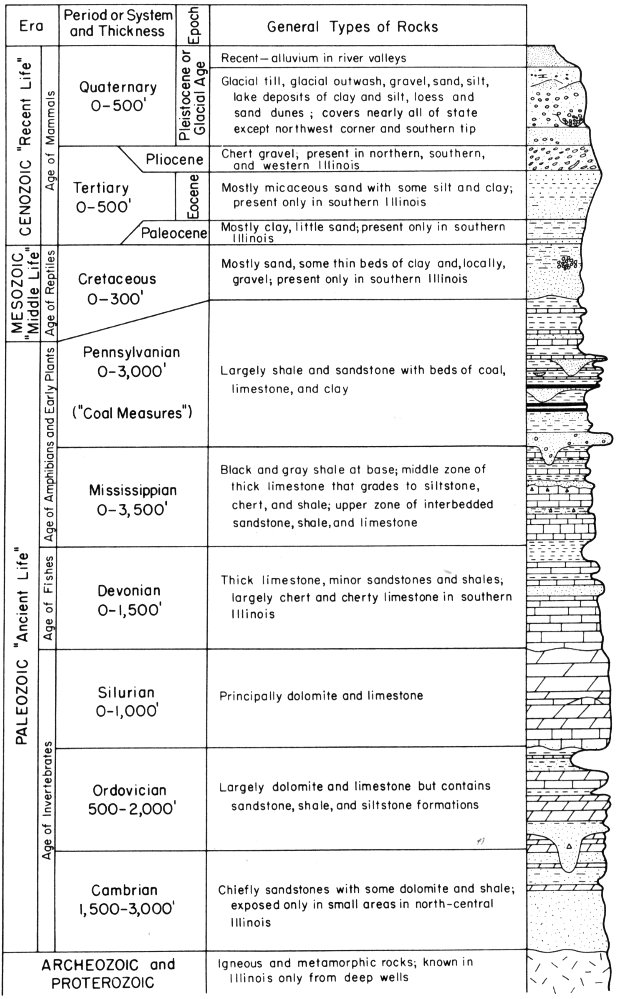 Era
Period or System
and Thickness
Epoch
General Types of Rocks
CENOZOIC "Recent Life"
Age of Mammals
Quaternary
0–500'
Pleistocene or
Glacial Age
Recent–alluvium in river valleys
Glacial till, glacial outwash, gravel, sand, silt,
lake deposits of clay and silt, loess and
sand dunes ; covers nearly all of state
except northwest corner and southern tip
Tertiary
0–500'
Pliocene
Chert gravel; present in northern, southern,
and western Illinois
Eocene
Mostly micaceous sand with some silt and clay;
present only in southern Illinois
Paleocene
Mostly clay, little sand; present only in southern
Illinois
MESOZOIC
"Middle Life"
Age of Reptiles
Cretaceous
0–300'
Mostly sand, some thin beds of clay and, locally,
gravel; present only in southern Illinois
PALEOZOIC "Ancient Life"
Age of Amphibians and Early Plants
Pennsylvanian
0–3,000'
("Coal Measures")
Largely shale and sandstone with beds of coal,
limestone, and clay
Mississippian
0–3,500'
Black and gray shale at base; middle zone of
thick limestone that grades to siltstone,
chert, and shale; upper zone of interbedded
sandstone, shale, and limestone
Age of Fishes
Devonian
0–1,500'
Thick limestone, minor sandstones and shales;
largely chert and cherty limestone in southern
Illinois
Age of Invertebrates
Silurian
0–1,000'
Principally dolomite and limestone
Ordovician
500–2,000'
Largely dolomite and limestone but contains
sandstone, shale, and siltstone formations
Cambrian
1,500–3,000'
Chiefly sandstones with some dolomite and shale;
exposed only in small areas in north-central
Illinois
ARCHEOZOIC and
PROTEROZOIC
Igneous and metamorphic rocks; known in
Illinois only from deep wells